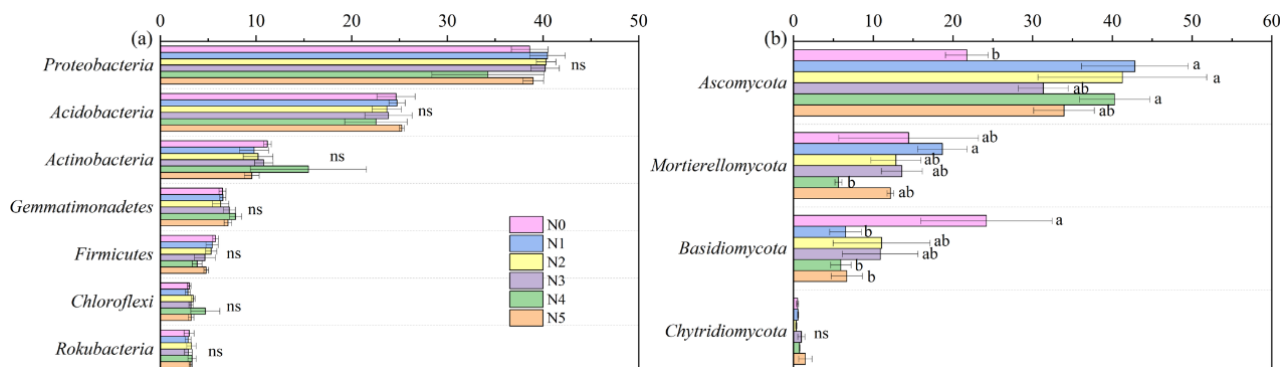 0 10 20 30 40 50
(a)
Proteobacteria
ns
Acidobacteria
ns
Actinobacteria
ns
Gemmatimonadetes
ns
Firmicutes
ns
Chloroflexi
ns
Rokubacteria
ns
N0
N1
N2
N3
N4
N5
0 10 20 30 40 50 60
(b)
Ascomycota
b
a
a
ab
a
ab
Mortierellomycota
ab
a
ab
ab
b
ab
Basidiomycota
a
b
ab
ab
b
b
Chytridiomycota
ns